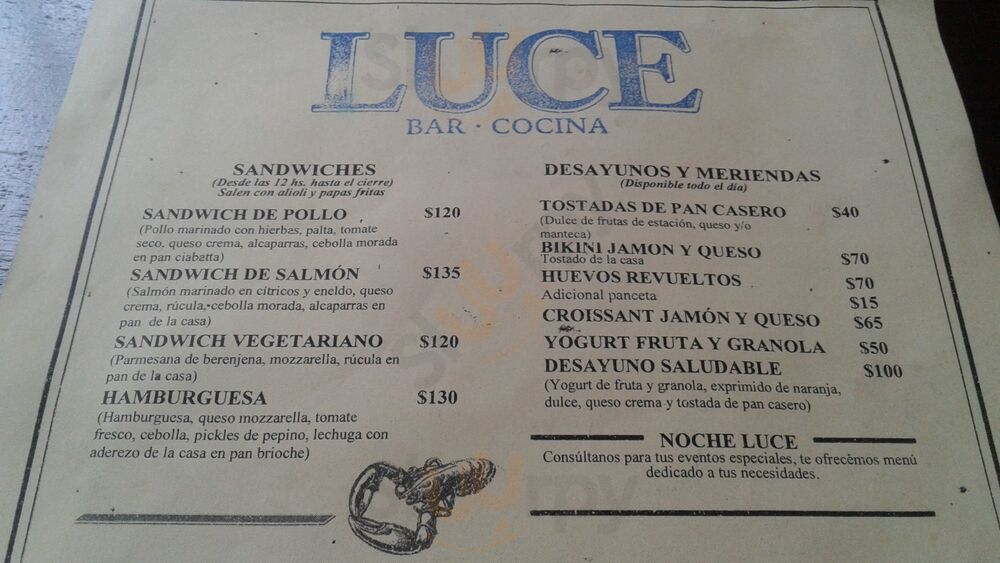 LUCE
BAR · COCINA
SANDWICHES
(Desde las 12 hs. hasta el cierre)
Salen con alioli y papas fritas
SANDWICH DE POLLO $120
(Pollo marinado con hierbas, palta, tomate
seco, queso crema, alcaparras, cebolla morada
en pan ciabatta)
SANDWICH DE SALMÓN $135
(Salmón marinado en cítricos y eneldo, queso
crema, rúcula, cebolla morada, alcaparras en
pan de la casa)
SANDWICH VEGETARIANO $120
(Parmesana de berenjena, mozzarella, rúcula en
pan de la casa)
HAMBURGUESA $130
(Hamburguesa, queso mozzarella, tomate
fresco, cebolla, pickles de pepino, lechuga con
aderezo de la casa en pan brioche)
DESAYUNOS Y MERIENDAS
(Disponible todo el día)
TOSTADAS DE PAN CASERO $40
(Dulce de frutas de estación, queso y/o
manteca)
BIKINI JAMON Y QUESO
Tostado de la casa $70
HUEVOS REVUELTOS $70
Adicional panceta $15
CROISSANT JAMÓN Y QUESO $65
YOGURT FRUTA Y GRANOLA $50
DESAYUNO SALUDABLE $100
(Yogurt de fruta y granola, exprimido de naranja,
dulce, queso crema y tostada de pan casero)
NOCHE LUCE
Consúltanos para tus eventos especiales, te ofrecémos menú
dedicado a tus necesidades.